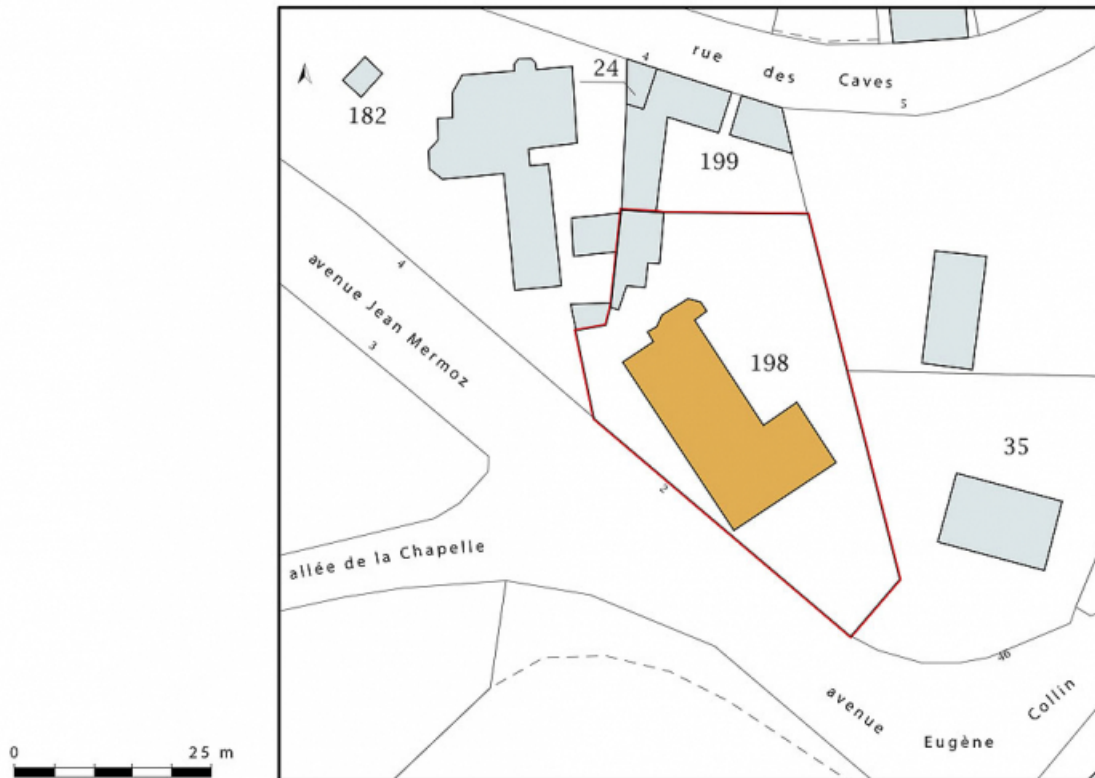 rue des Caves
4
24
5
182
199
avenue Jean Mermoz
4
3
198
2
35
allée de la Chapelle
46
avenue Eugène Collin
0 25 m